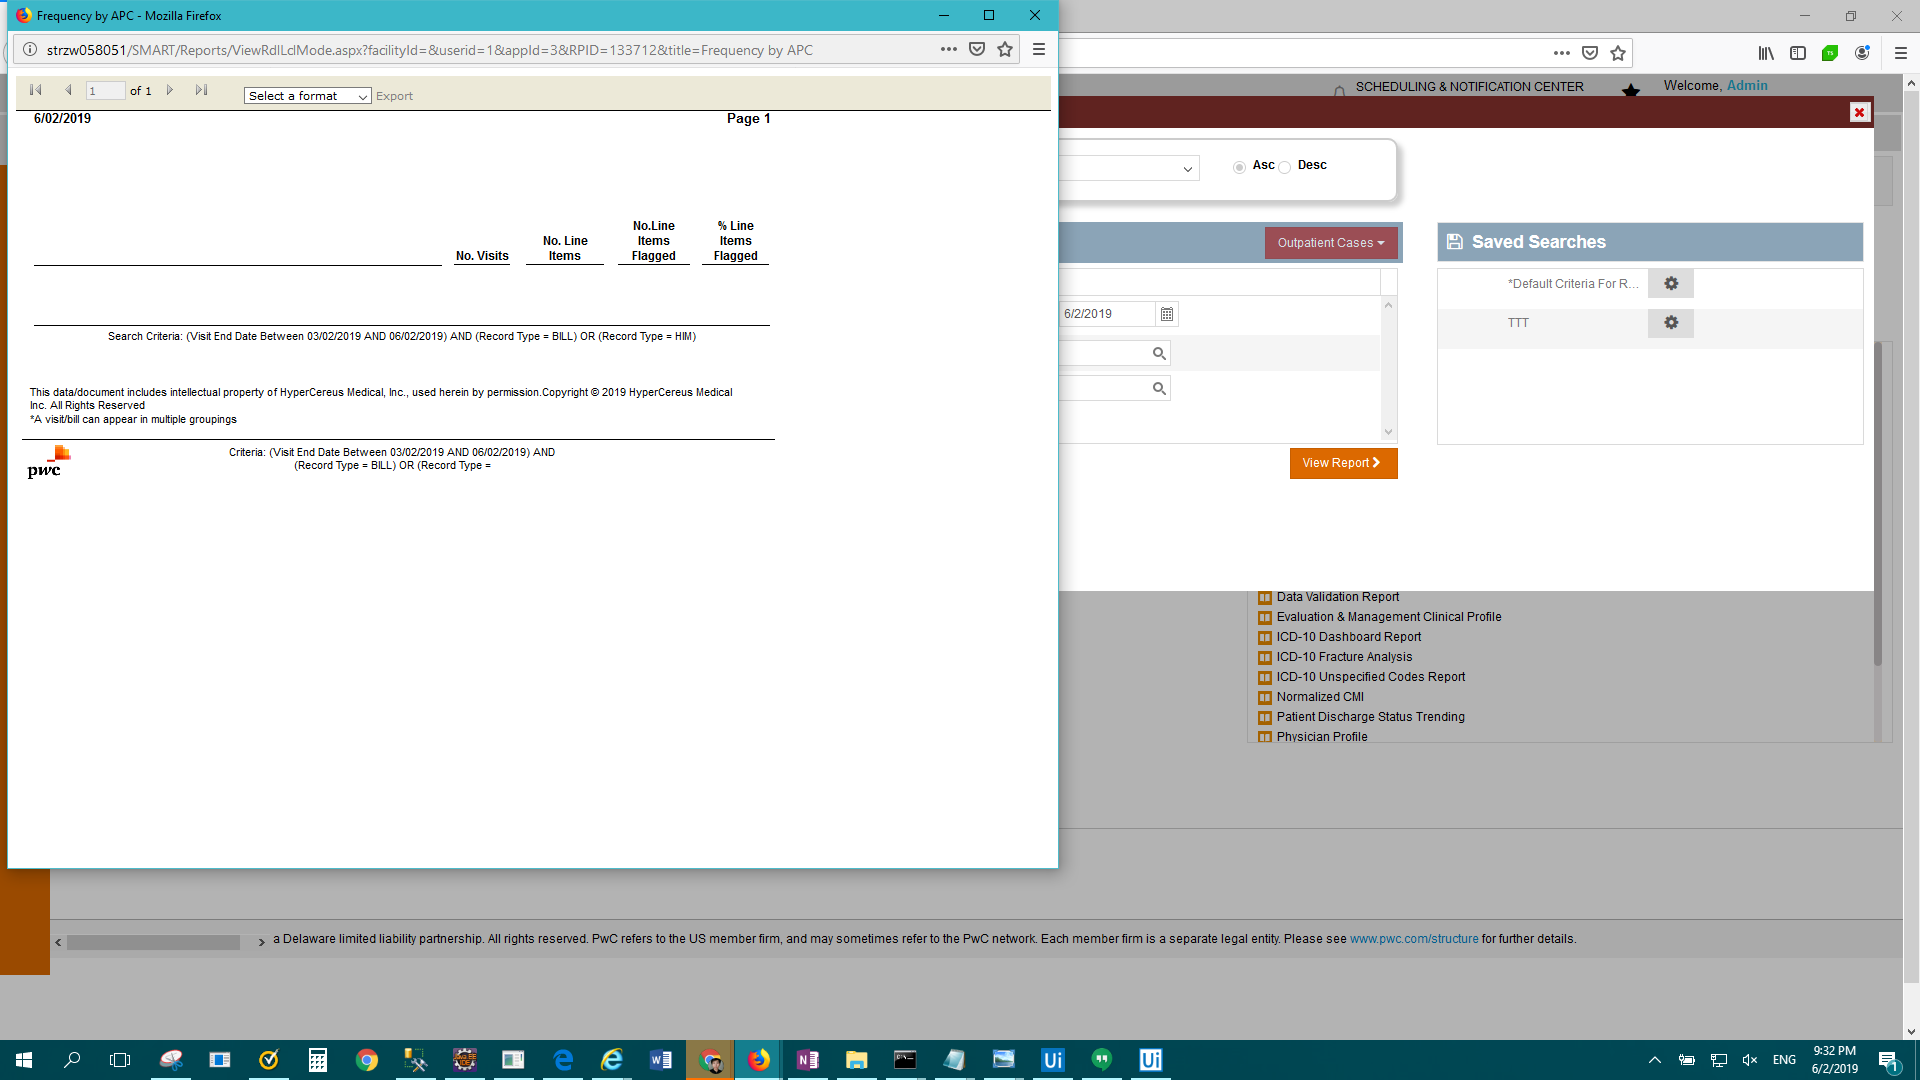 Frequency by APC - Mozilla Firefox
strzw058051/SMART/Reports/ViewRdlLclMode.aspx?facilityId=&userid=1&appId=3&RPID=133712&title=Frequency by APC
1 of 1 Select a format Export
6/02/2019 Page 1
No. Visits
No. Line
Items
No.Line
Items
Flagged
% Line
Items
Flagged
Search Criteria: (Visit End Date Between 03/02/2019 AND 06/02/2019) AND (Record Type = BILL) OR (Record Type = HIM)
This data/document includes intellectual property of HyperCereus Medical, Inc., used herein by permission.Copyright © 2019 HyperCereus Medical
Inc. All Rights Reserved
*A visit/bill can appear in multiple groupings
pwc
Criteria: (Visit End Date Between 03/02/2019 AND 06/02/2019) AND
(Record Type = BILL) OR (Record Type =
SCHEDULING & NOTIFICATION CENTER
Welcome, Admin
Asc Desc
Outpatient Cases
Saved Searches
*Default Criteria For R...
TTT
6/2/2019
View Report
Data Validation Report
Evaluation & Management Clinical Profile
ICD-10 Dashboard Report
ICD-10 Fracture Analysis
ICD-10 Unspecified Codes Report
Normalized CMI
Patient Discharge Status Trending
Physician Profile
a Delaware limited liability partnership. All rights reserved. PwC refers to the US member firm, and may sometimes refer to the PwC network. Each member firm is a separate legal entity. Please see www.pwc.com/structure for further details.
Ui
Ui
ENG
9:32 PM
6/2/2019
1